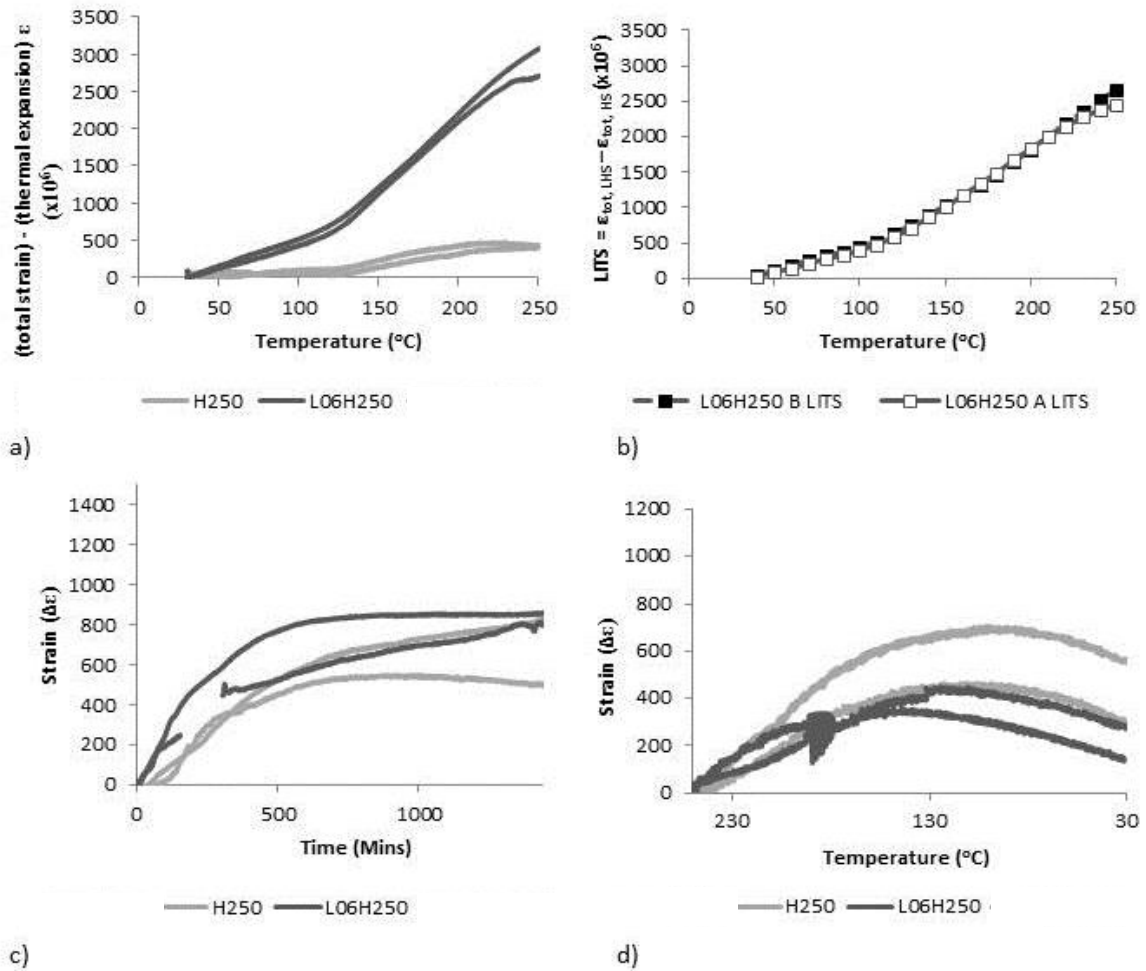 (total strain) - (thermal expansion) ε
(x10⁶)
3500
3000
2500
2000
1500
1000
500
0
0 50 100 150 200 250
Temperature (°C)
H250 L06H250
a)
LITS = εtot, LHS – εtot, HS (x10⁶)
3500
3000
2500
2000
1500
1000
500
0
0 50 100 150 200 250
Temperature (°C)
L06H250 B LITS L06H250 A LITS
b)
Strain (Δε)
1400
1200
1000
800
600
400
200
0
0 500 1000
Time (Mins)
H250 L06H250
c)
Strain (Δε)
1200
1000
800
600
400
200
0
230 130 30
Temperature (°C)
H250 L06H250
d)